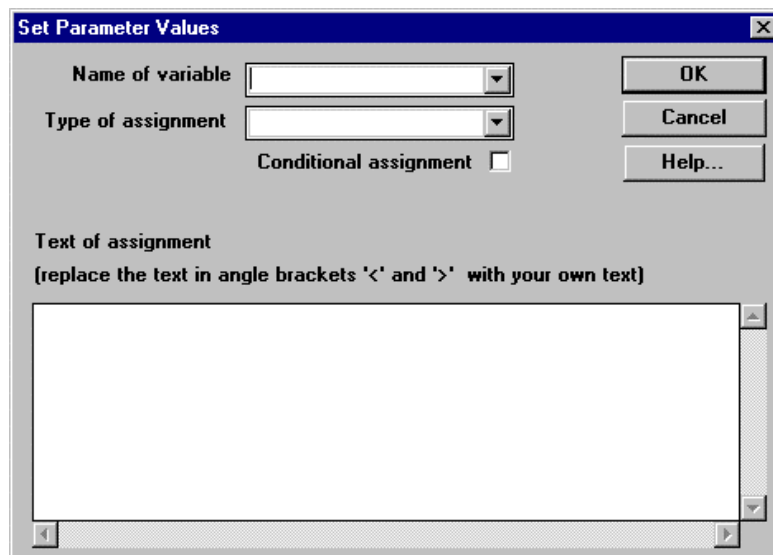 Set Parameter Values
Name of variable
OK
Type of assignment
Cancel
Conditional assignment
Help...
Text of assignment
(replace the text in angle brackets '<' and '>' with your own text)